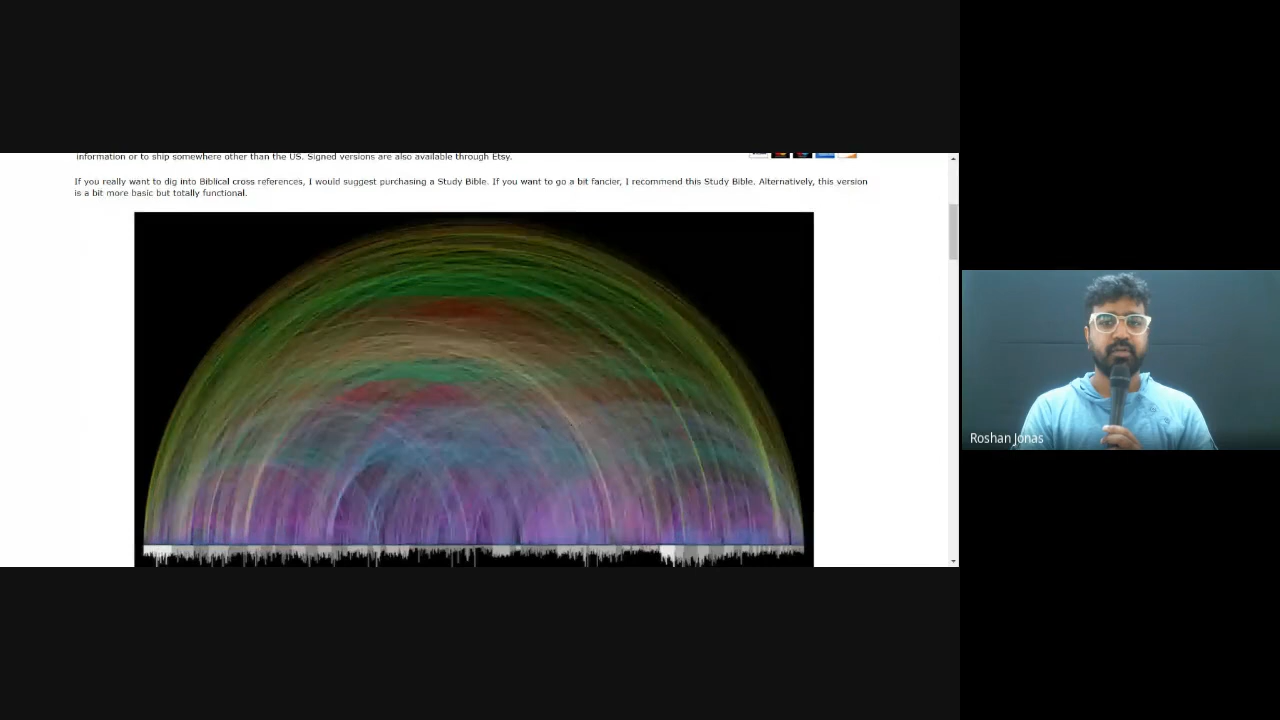 information or to ship somewhere other than the US. Signed versions are also available through Etsy.
If you really want to dig into Biblical cross references, I would suggest purchasing a Study Bible. If you want to go a bit fancier, I recommend this Study Bible. Alternatively, this version
is a bit more basic but totally functional.
Roshan Jonas